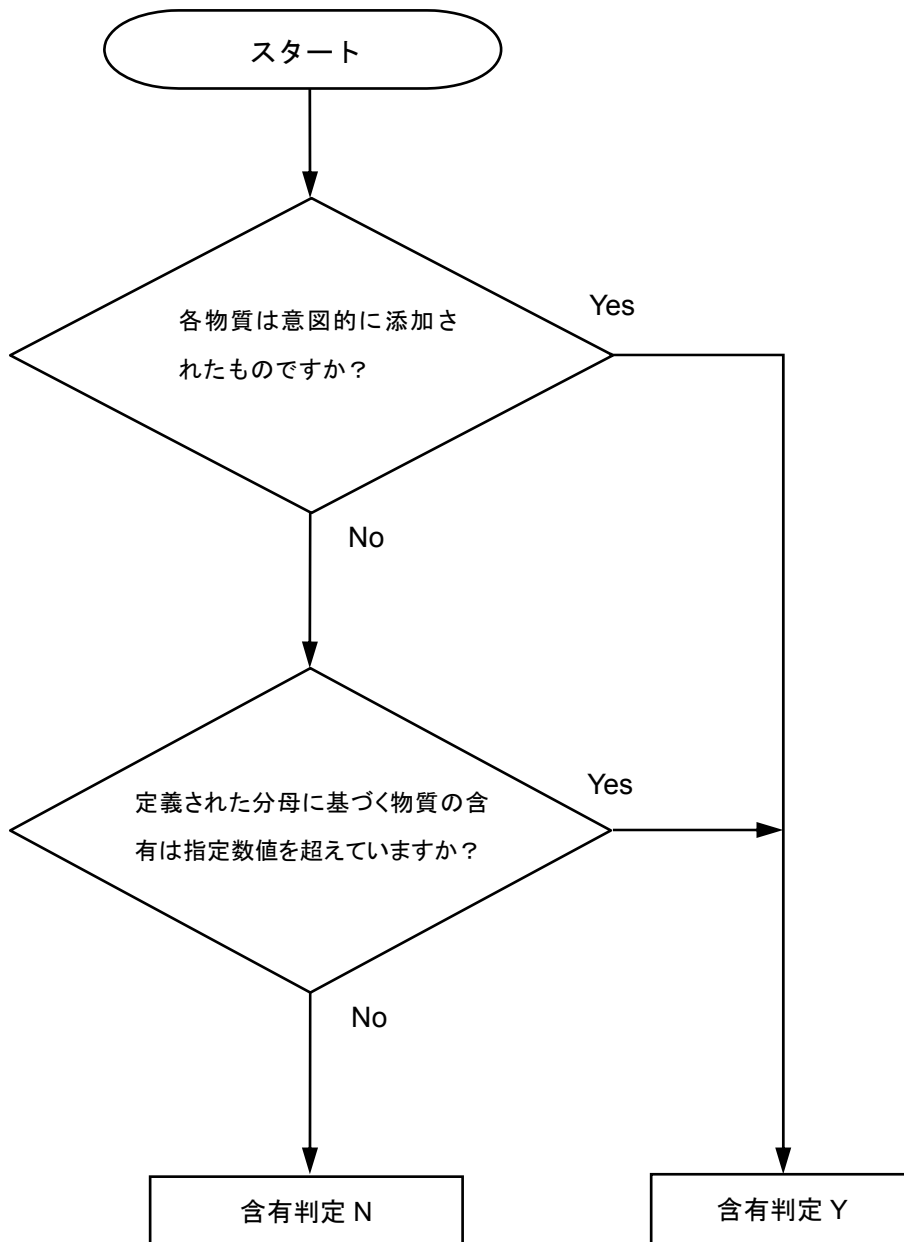 スタート
各物質は意図的に添加さ
れたものですか？
Yes
No
定義された分母に基づく物質の含
有は指定数値を超えていますか？
Yes
No
含有判定 N
含有判定 Y